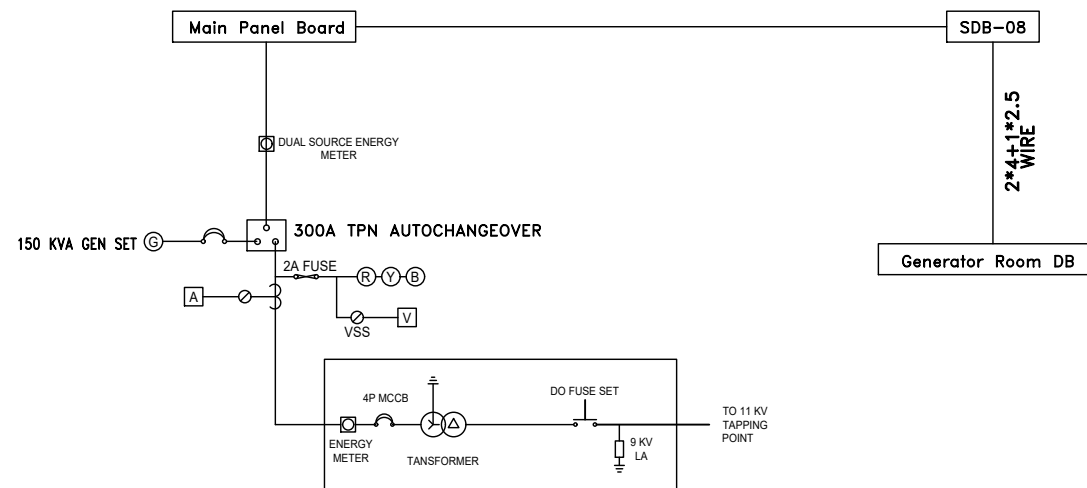 Main Panel Board
SDB-08
DUAL SOURCE ENERGY
METER
2*4+1*2.5
WIRE
150 KVA GEN SET
G
300A TPN AUTOCHANGEOVER
Generator Room DB
2A FUSE
R
Y
B
A
V
VSS
4P MCCB
DO FUSE SET
TO 11 KV
TAPPING
POINT
ENERGY
METER
TANSFORMER
9 KV
LA